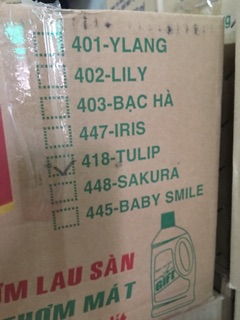 401-YLANG
402-LILY
403-BẠC HÀ
447-IRIS
418-TULIP
448-SAKURA
445-BABY SMILE
LAU SÀN
GIFT
THƠM MÁT